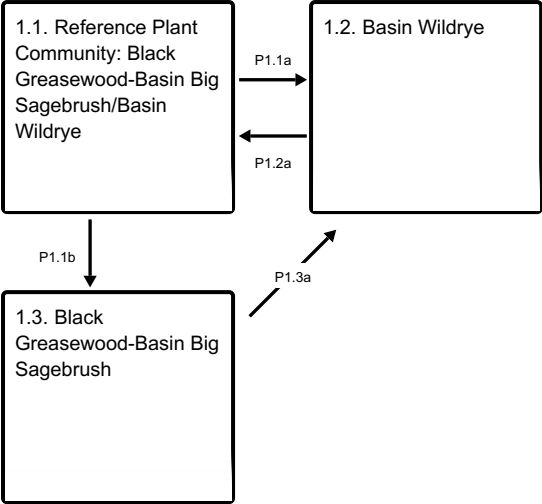 1.1. Reference Plant
Community: Black
Greasewood-Basin Big
Sagebrush/Basin
Wildrye
P1.1a
1.2. Basin Wildrye
P1.2a
P1.1b
P1.3a
1.3. Black
Greasewood-Basin Big
Sagebrush